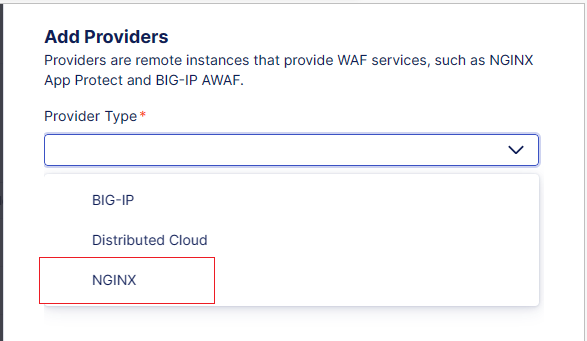 Add Providers
Providers are remote instances that provide WAF services, such as NGINX
App Protect and BIG-IP AWAF.
Provider Type*
BIG-IP
Distributed Cloud
NGINX